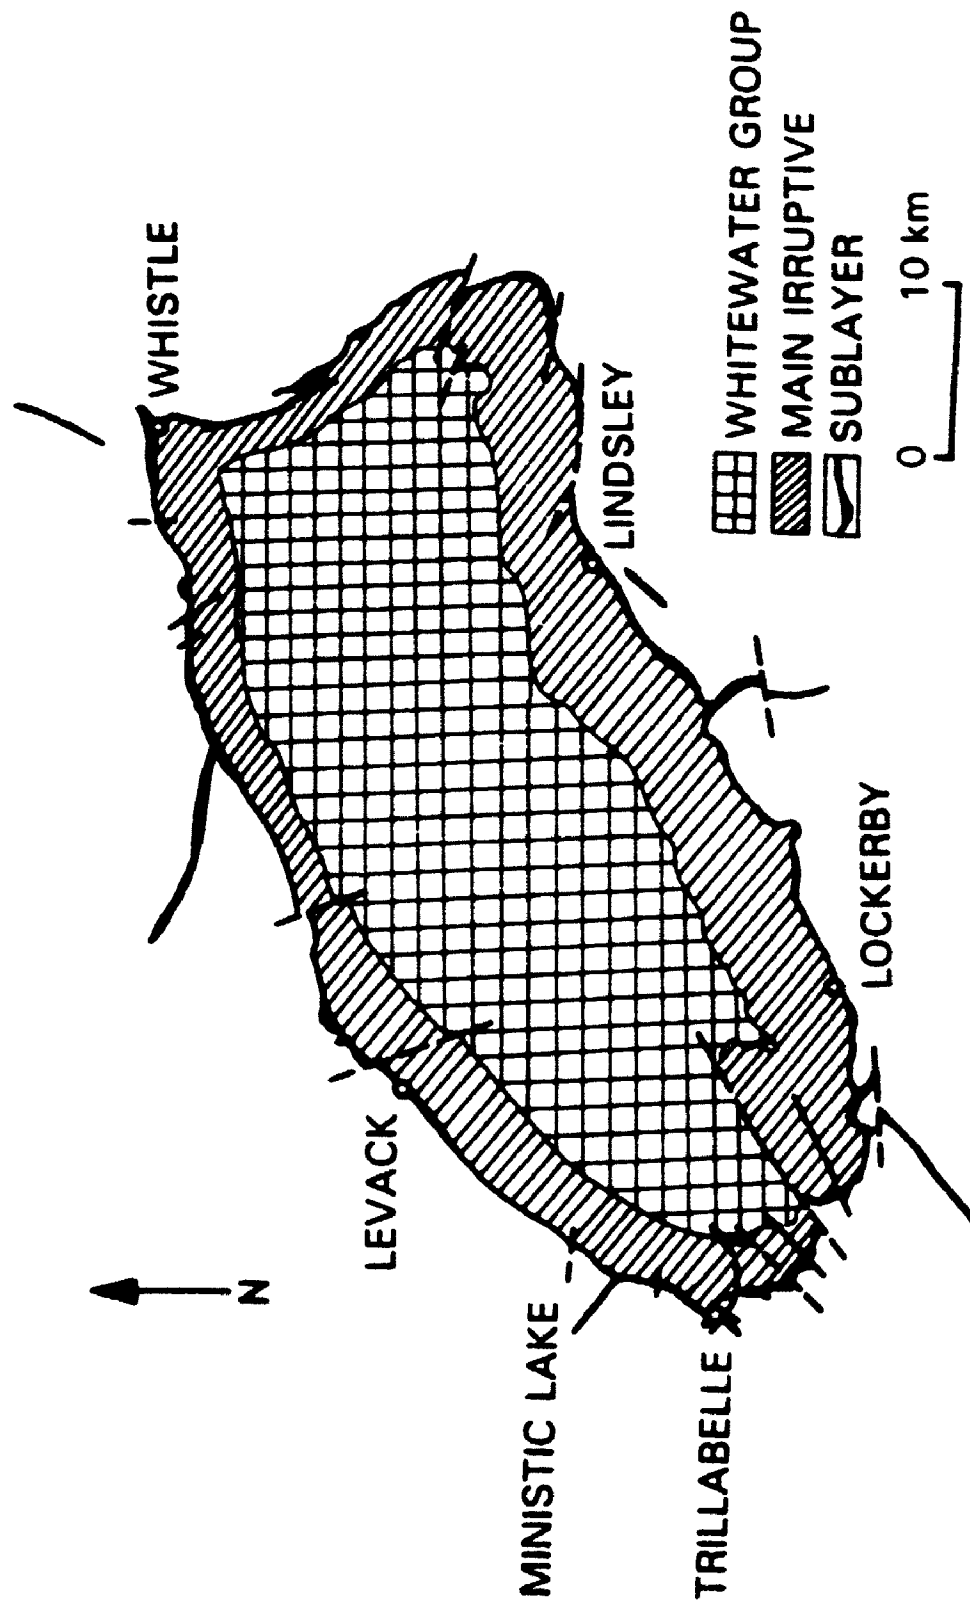 WHISTLE
LEVACK
N
MINISTIC LAKE
TRILLABELLE
LINDSLEY
LOCKERBY
WHITEWATER GROUP
MAIN IRRUPTIVE
SUBLAYER
0 10 km